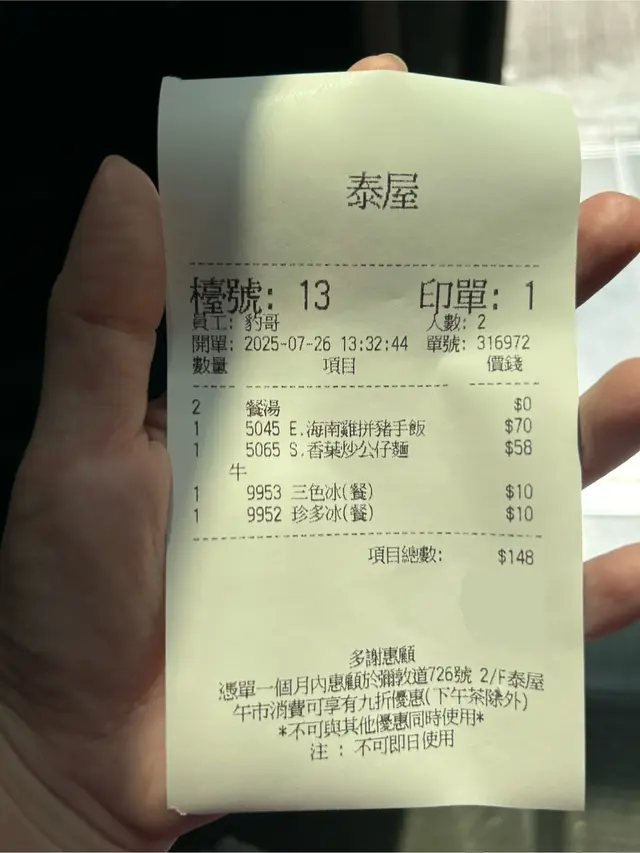 泰屋
檯號: 13 印單: 1
員工: 豹哥 人數: 2
開單: 2025-07-26 13:32:44 單號: 316972
數量 項目 價錢
2 餐湯 $0
1 5045 E.海南雞拼豬手飯 $70
1 5065 S.香葉炒公仔麵 $58
牛
1 9953 三色冰(餐) $10
1 9952 珍多冰(餐) $10
項目總數: $148
多謝惠顧
憑單一個月內惠顧於彌敦道726號 2/F泰屋
午市消費可享有九折優惠(下午茶除外)
*不可與其他優惠同時使用*
注 : 不可即日使用